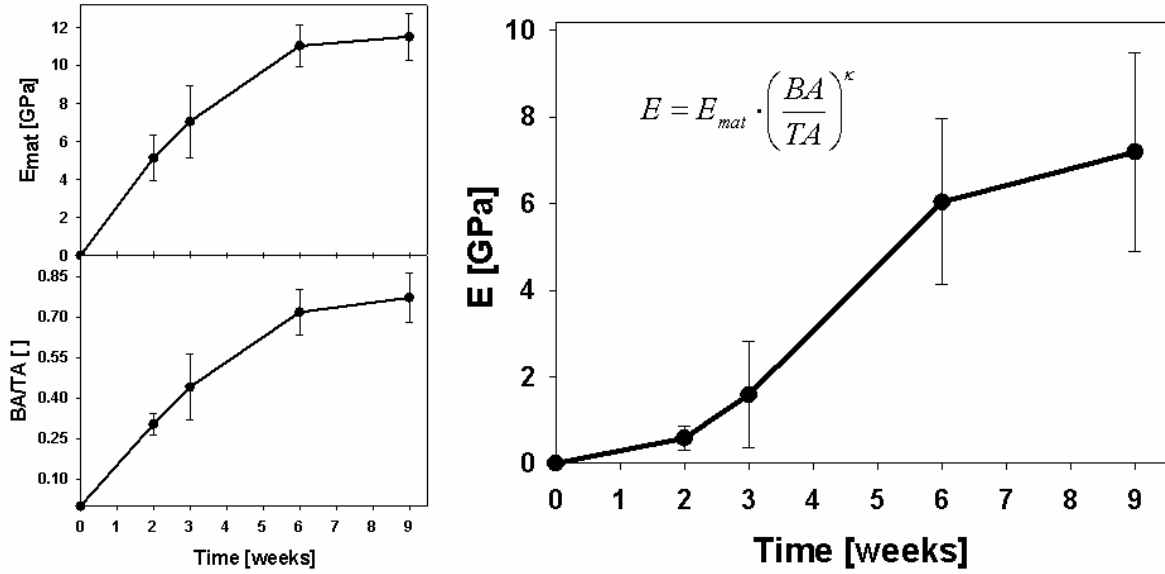 12
10
8
6
4
2
0
Emat [GPa]
0.85
0.70
0.55
0.40
0.25
0.10
BA/TA [ ]
0 1 2 3 4 5 6 7 8 9
Time [weeks]
10
8
6
4
2
0
E [GPa]
E = E_mat · (BA/TA)^κ
0 1 2 3 4 5 6 7 8 9
Time [weeks]